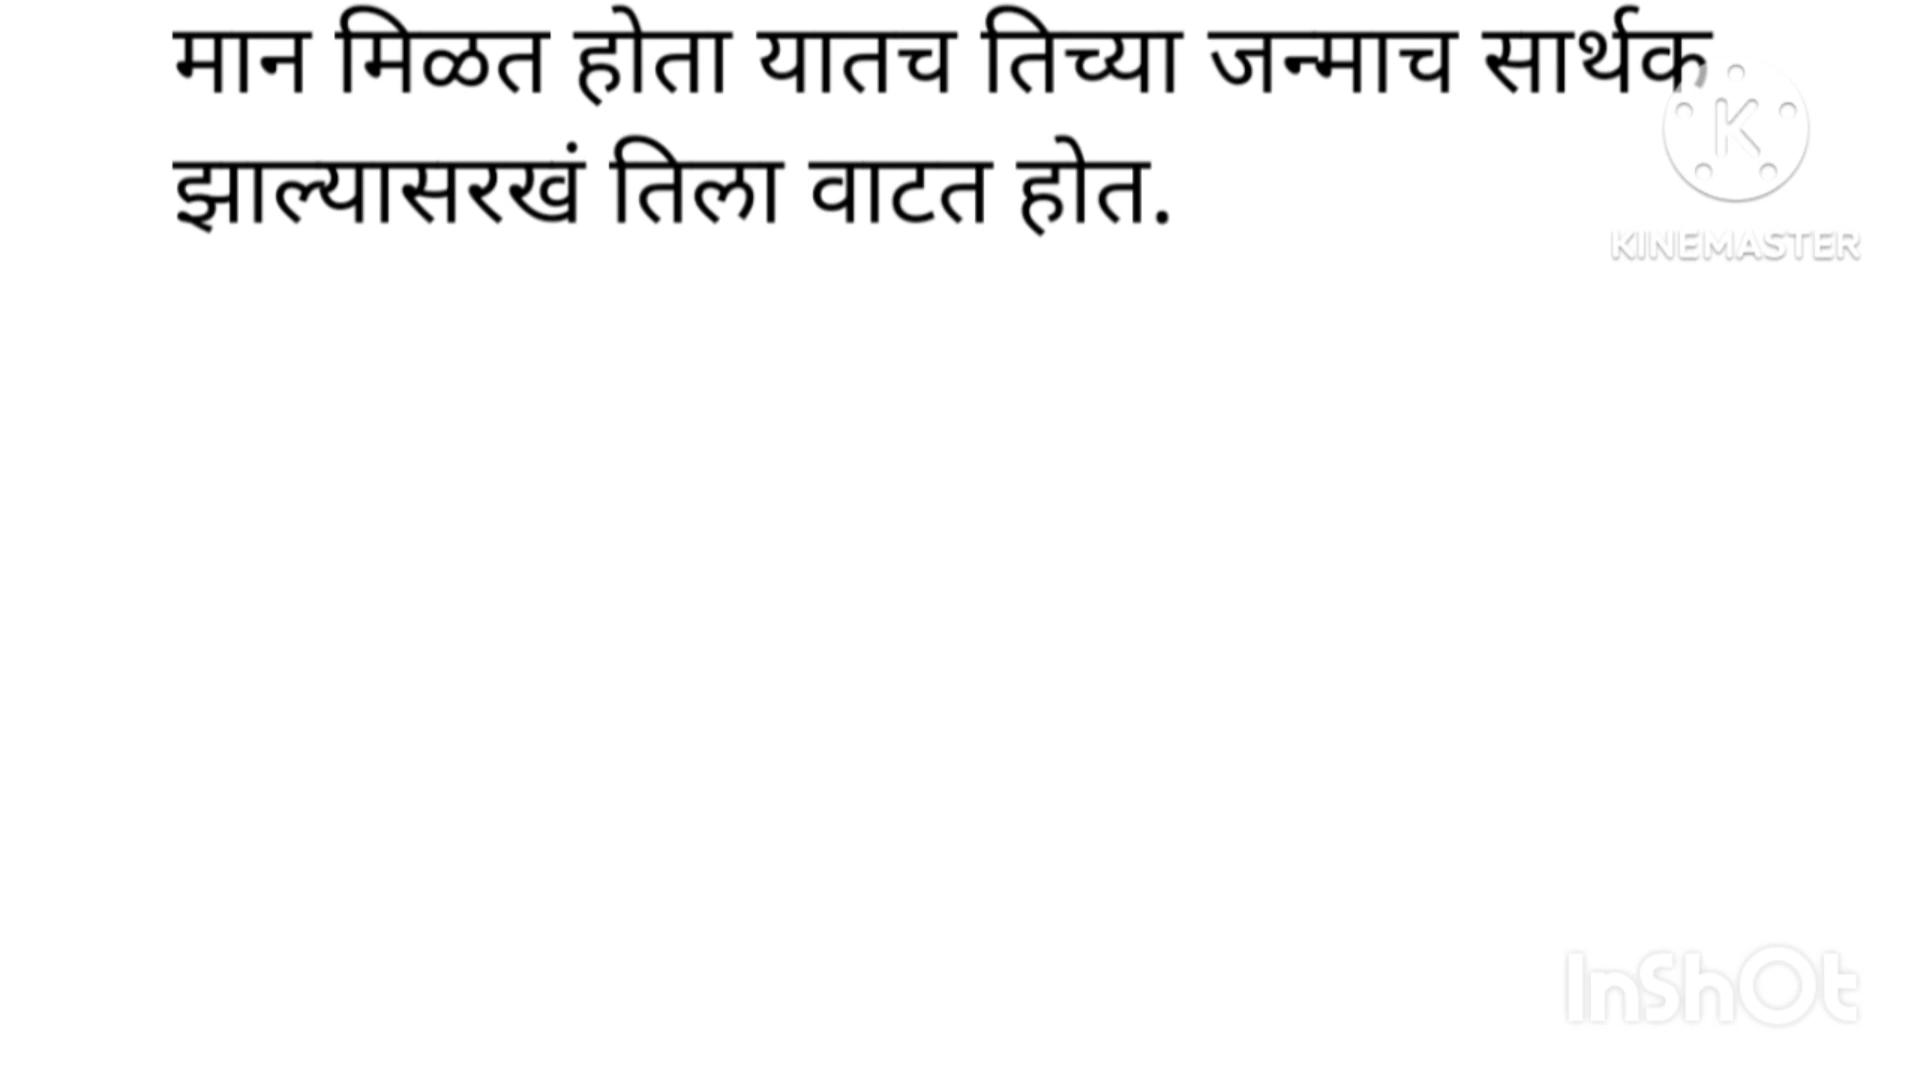 मान मिळत होता यातच तिच्या जन्माच सार्थक
झाल्यासरखं तिला वाटत होत.
K
KINEMASTER
InShOt